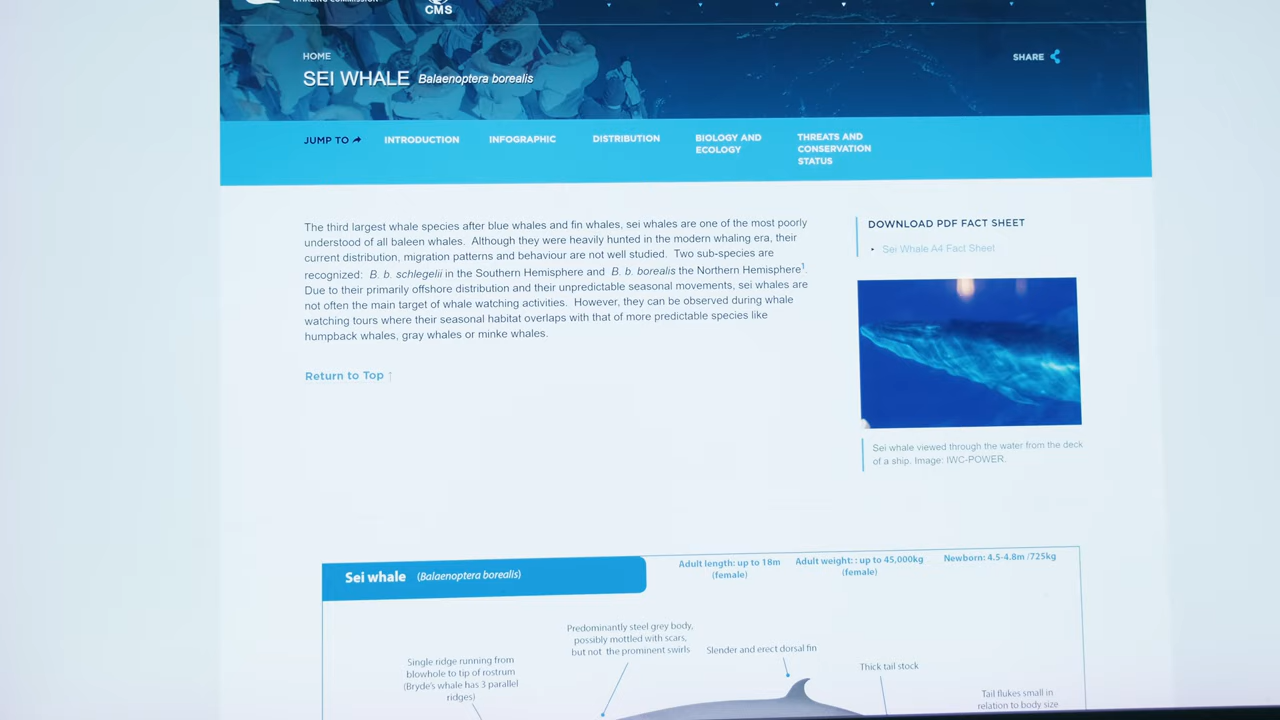 WHALING COMMISSION
CMS
HOME
SHARE
SEI WHALE Balaenoptera borealis
JUMP TO
INTRODUCTION
INFOGRAPHIC
DISTRIBUTION
BIOLOGY AND
ECOLOGY
THREATS AND
CONSERVATION
STATUS
The third largest whale species after blue whales and fin whales, sei whales are one of the most poorly
understood of all baleen whales. Although they were heavily hunted in the modern whaling era, their
current distribution, migration patterns and behaviour are not well studied. Two sub-species are
recognized: B. b. schlegelii in the Southern Hemisphere and B. b. borealis the Northern Hemisphere1.
Due to their primarily offshore distribution and their unpredictable seasonal movements, sei whales are
not often the main target of whale watching activities. However, they can be observed during whale
watching tours where their seasonal habitat overlaps with that of more predictable species like
humpback whales, gray whales or minke whales.
Return to Top ↑
DOWNLOAD PDF FACT SHEET
• Sei Whale A4 Fact Sheet
Sei whale viewed through the water from the deck
of a ship. Image: IWC-POWER.
Sei whale (Balaenoptera borealis)
Adult length: up to 18m
(female)
Adult weight: : up to 45,000kg
(female)
Newborn: 4.5-4.8m /725kg
Predominantly steel grey body,
possibly mottled with scars,
but not the prominent swirls
Slender and erect dorsal fin
Single ridge running from
blowhole to tip of rostrum
(Bryde's whale has 3 parallel
ridges)
Thick tail stock
Tail flukes small in
relation to body size